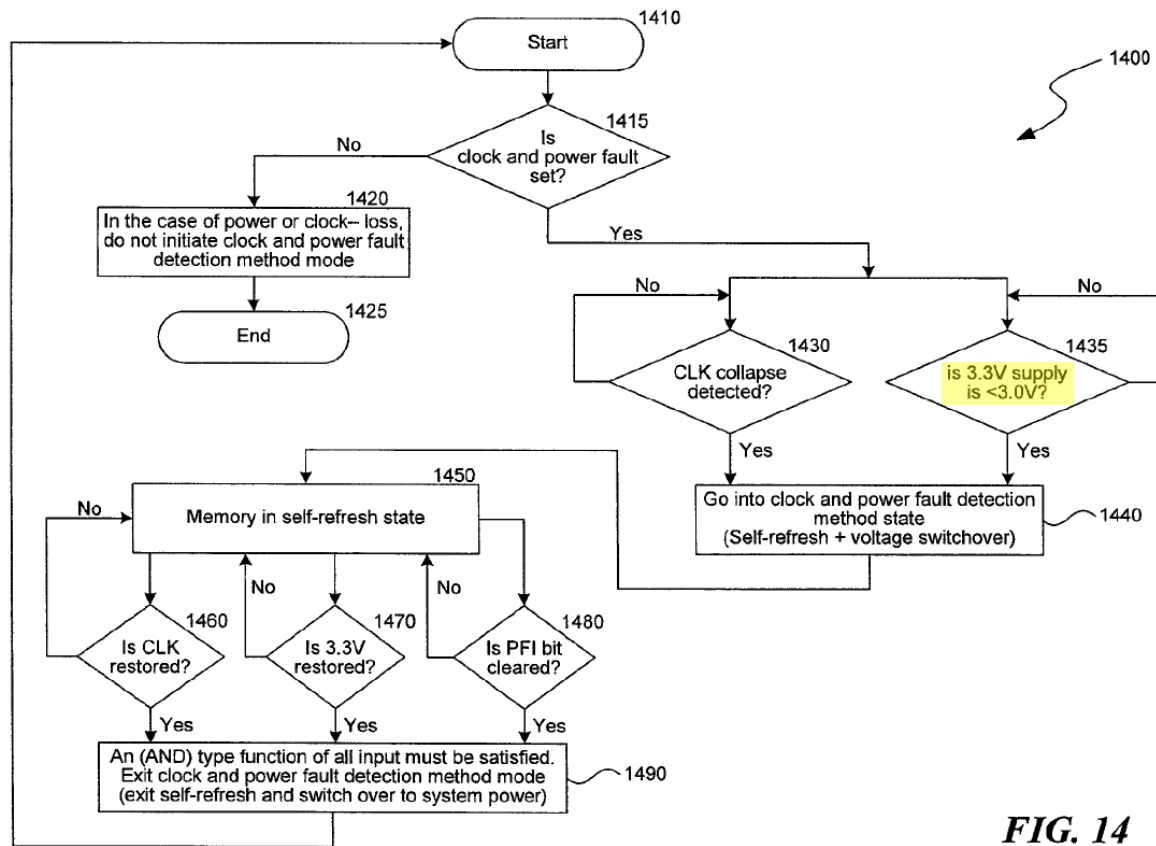 1410
Start
1400
1415
Is
clock and power fault
set?
No
Yes
1420
In the case of power or clock– loss,
do not initiate clock and power fault
detection method mode
1425
End
No
No
1430
CLK collapse
detected?
1435
is 3.3V supply
is <3.0V?
Yes
Yes
Go into clock and power fault detection
method state
(Self-refresh + voltage switchover)
1440
1450
Memory in self-refresh state
No
No
No
1460
Is CLK
restored?
1470
Is 3.3V
restored?
1480
Is PFI bit
cleared?
Yes
Yes
Yes
An (AND) type function of all input must be satisfied.
Exit clock and power fault detection method mode
(exit self-refresh and switch over to system power)
1490
FIG. 14